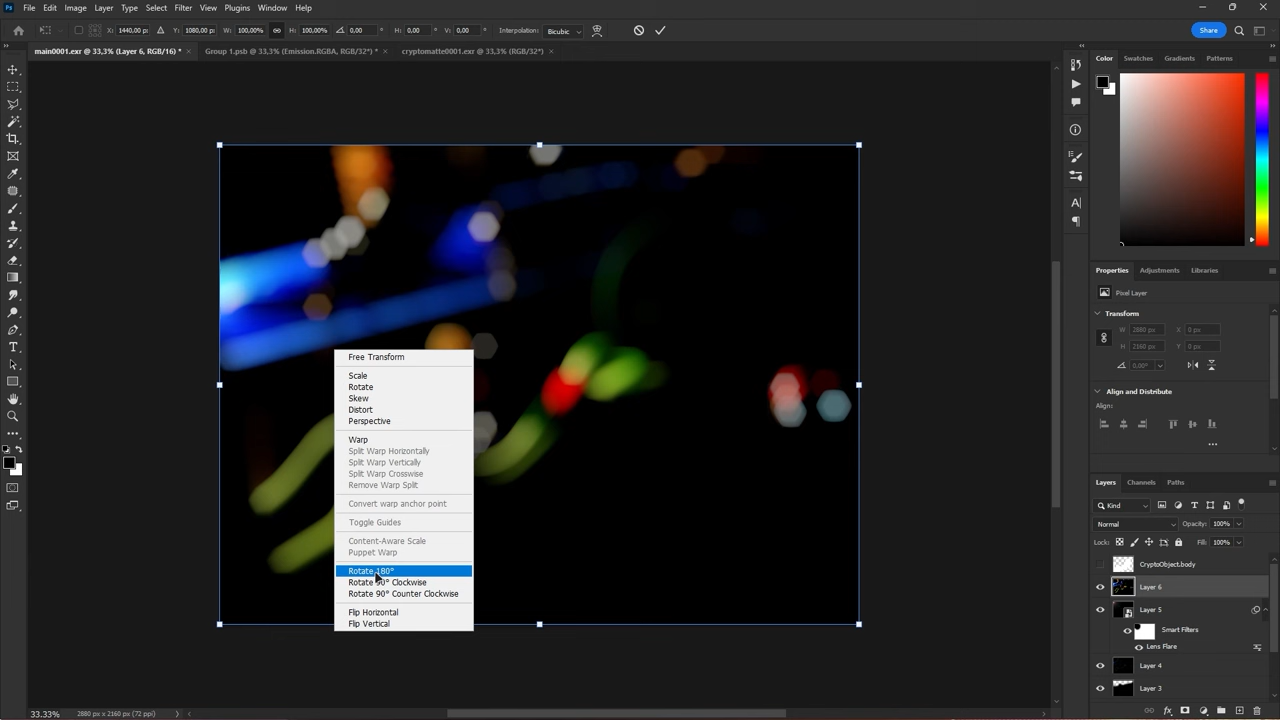 Ps File Edit Image Layer Type Select Filter View Plugins Window Help
X: 1440,00 px Y: 1080,00 px W: 100,00% H: 100,00% 0,00 ° H: 0,00 ° V: 0,00 ° Interpolation: Bicubic Share
main0001.exr @ 33,3% (Layer 6, RGB/16) * × Group 1.psb @ 33,3% (Emission.RGBA, RGB/32*) * × cryptomatte0001.exr @ 33,3% (RGB/32*) ×
Color Swatches Gradients Patterns
Properties Adjustments Libraries
Pixel Layer
Transform
W 2880 px X 0 px
H 2160 px Y 0 px
0,00°
Align and Distribute
Align:
Free Transform
Scale
Rotate
Skew
Distort
Perspective
Warp
Split Warp Horizontally
Split Warp Vertically
Split Warp Crosswise
Remove Warp Split
Convert warp anchor point
Toggle Guides
Content-Aware Scale
Puppet Warp
Rotate 180°
Rotate 90° Clockwise
Rotate 90° Counter Clockwise
Flip Horizontal
Flip Vertical
Layers Channels Paths
Kind
Normal Opacity: 100%
Lock: Fill: 100%
CryptoObject.body
Layer 6
Layer 5
Smart Filters
Lens Flare
Layer 4
Layer 3
33,33% 2880 px x 2160 px (72 ppi)